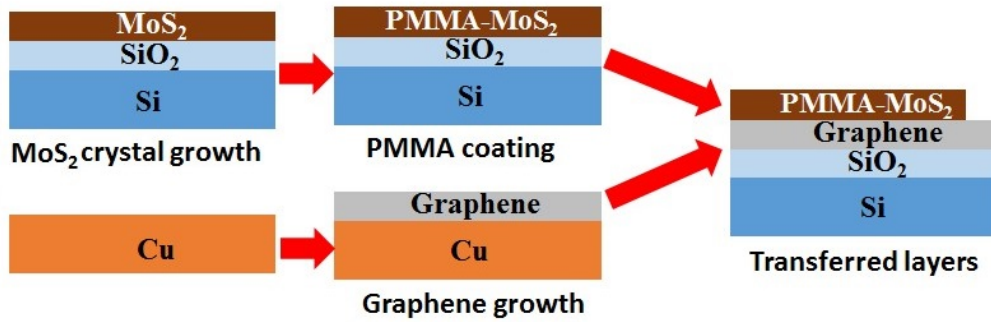 MoS₂
SiO₂
Si
MoS₂ crystal growth
PMMA-MoS₂
SiO₂
Si
PMMA coating
Cu
Graphene
Cu
Graphene growth
PMMA-MoS₂
Graphene
SiO₂
Si
Transferred layers